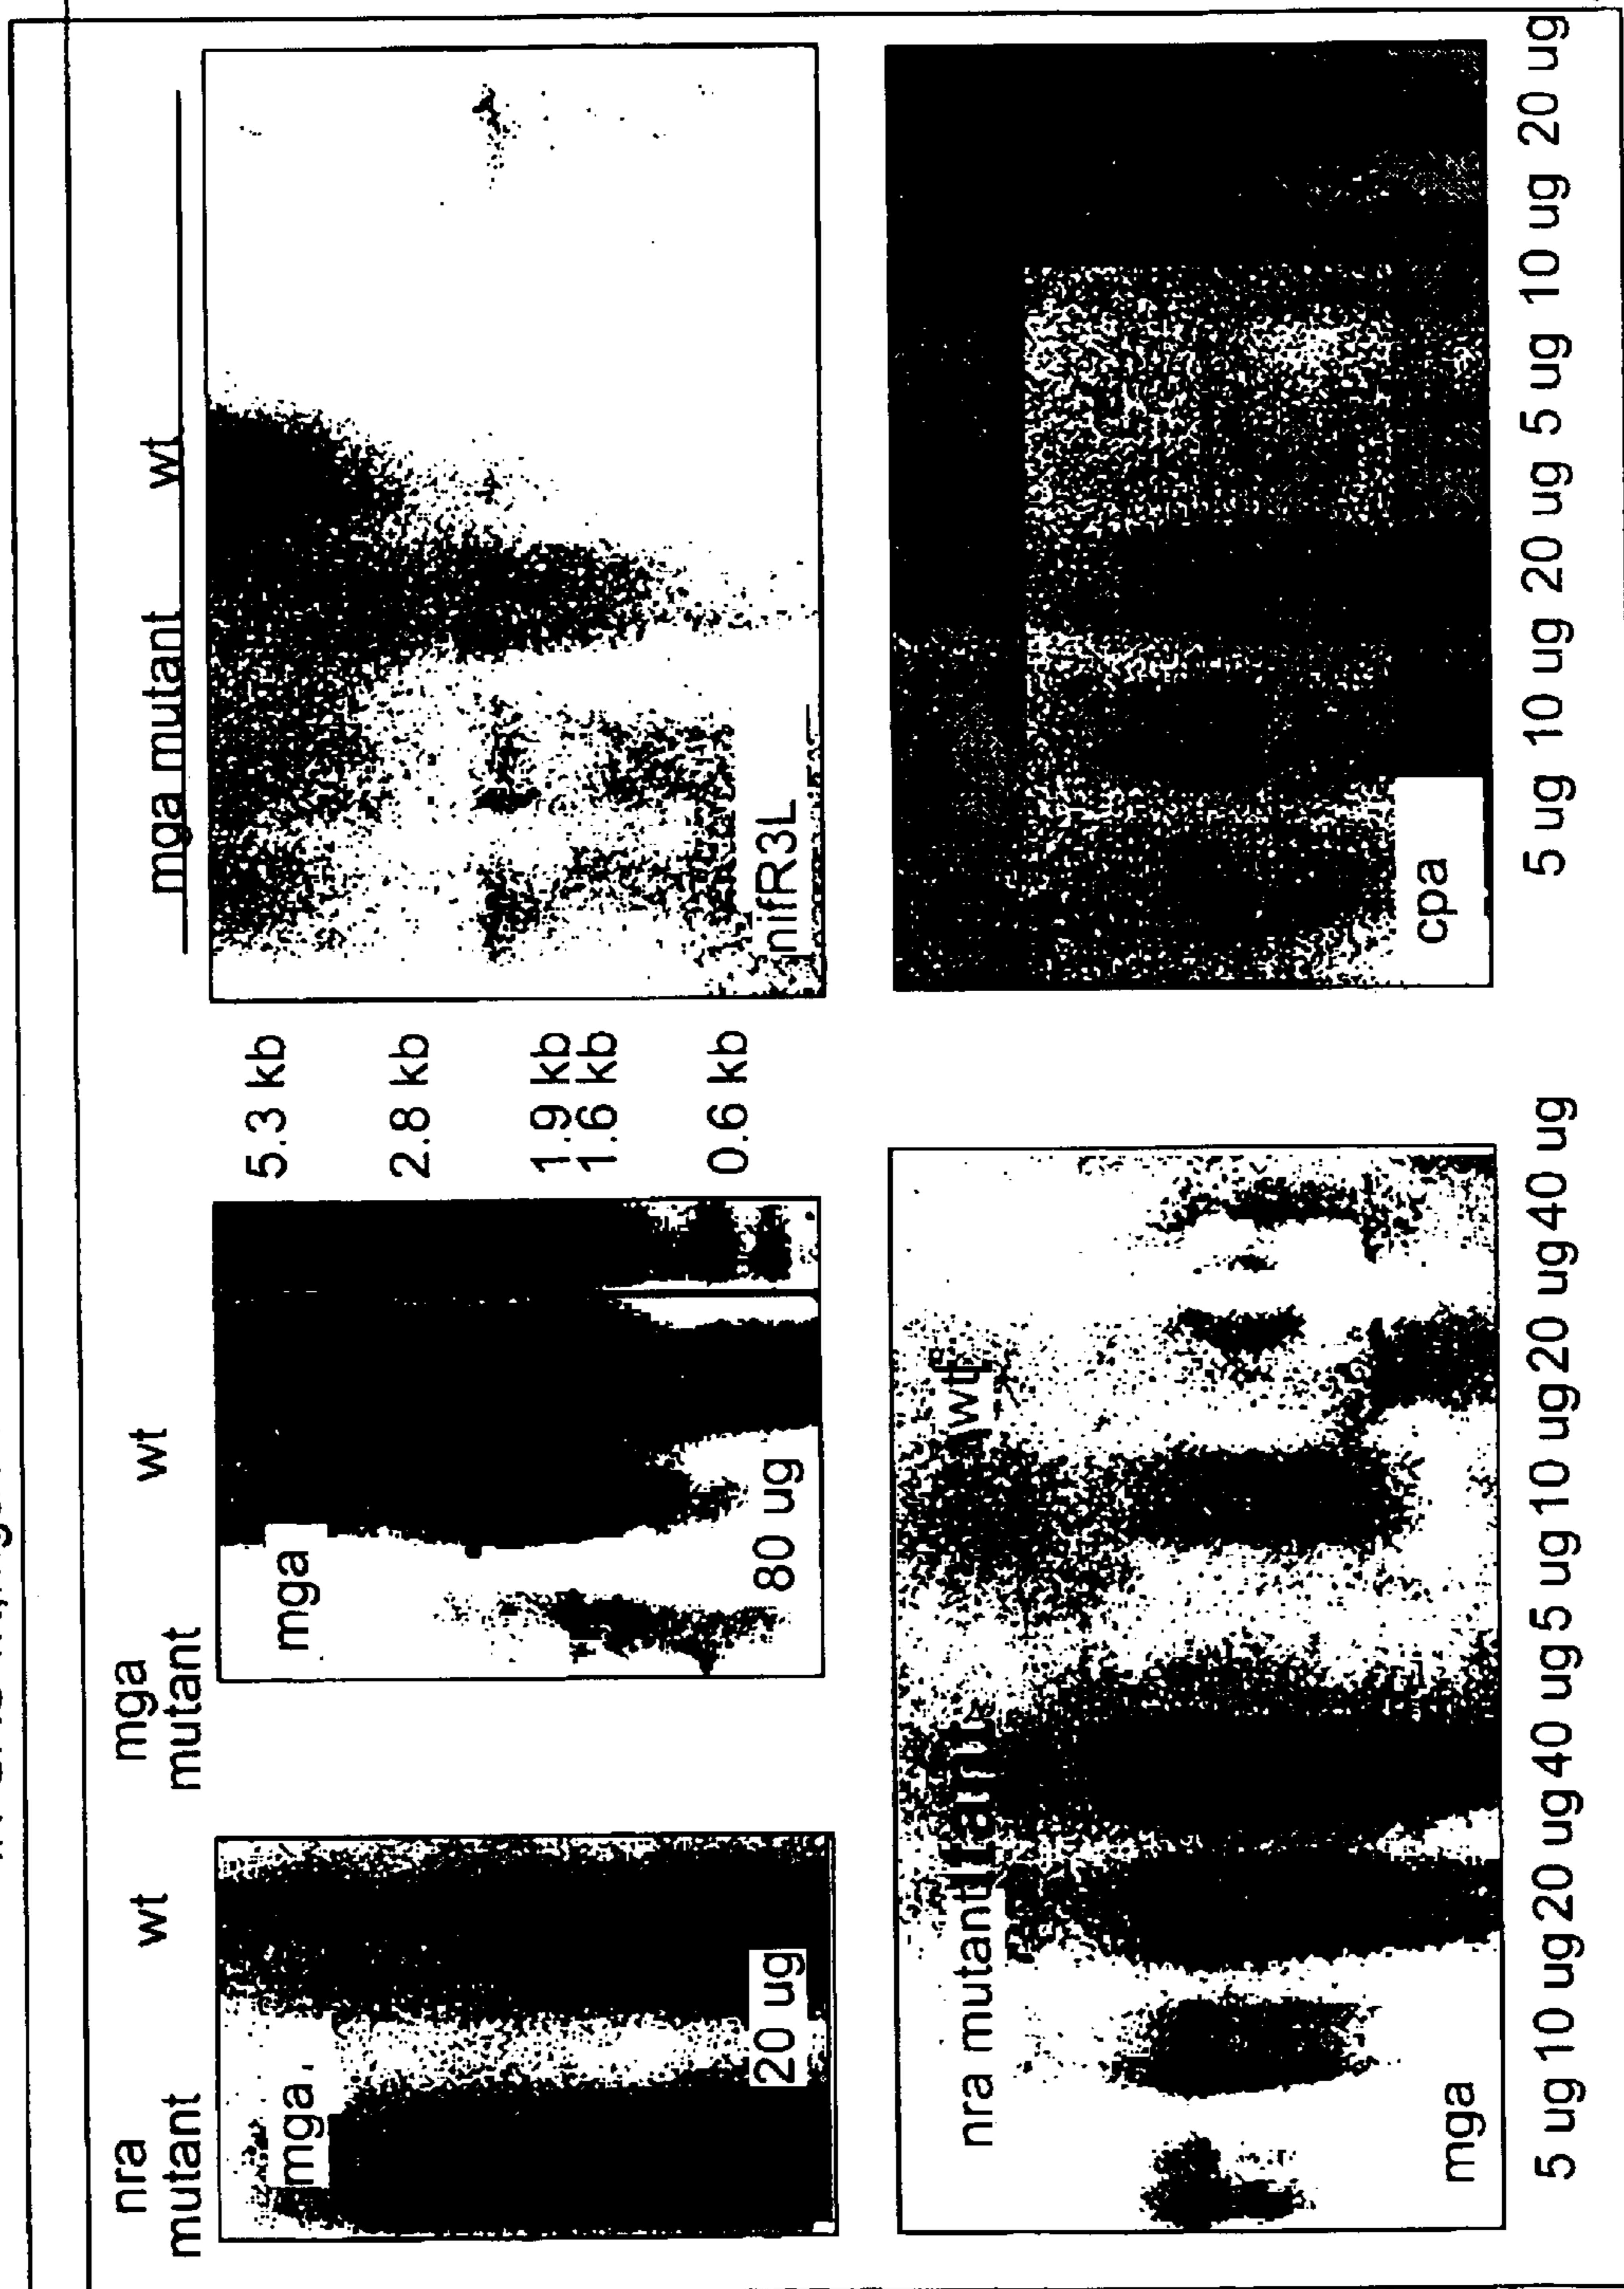 nra
mutant
wt
mga
mutant
wt
mga mutant
wt
mga
20 ug
mga
80 ug
5.3 kb
2.8 kb
1.9 kb
1.6 kb
0.6 kb
nifR3L
nra mutant
wt
mga
cpa
5 ug 10 ug 20 ug 40 ug 5 ug 10 ug 20 ug 40 ug
5 ug 10 ug 20 ug 5 ug 10 ug 20 ug